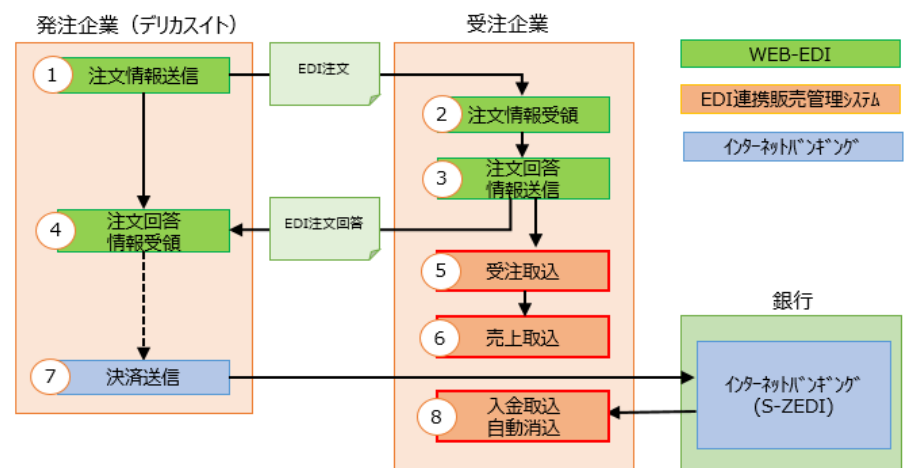 発注企業（デリカスイト）
受注企業
1
注文情報送信
EDI注文
WEB-EDI
2
注文情報受領
EDI連携販売管理ｼｽﾃﾑ
3
注文回答
情報送信
ｲﾝﾀｰﾈｯﾄﾊﾞﾝｷﾞﾝｸﾞ
4
注文回答
情報受領
EDI注文回答
5
受注取込
銀行
6
売上取込
7
決済送信
ｲﾝﾀｰﾈｯﾄﾊﾞﾝｷﾞﾝｸﾞ
(S-ZEDI)
8
入金取込
自動消込